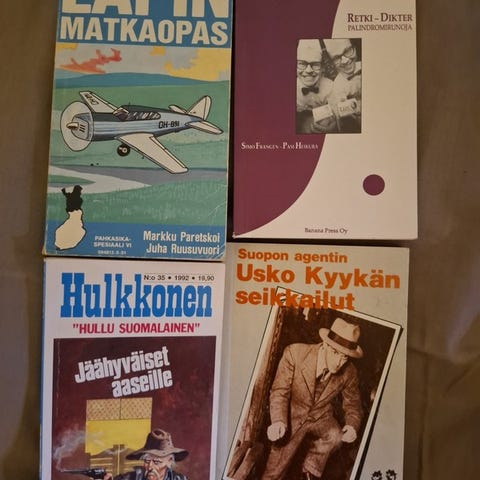 LAPIN
MATKAOPAS
OH-891
PAHKASIKA-
SPESIAALI VI
Markku Paretskoi
Juha Ruusuvuori
RETKI – DIKTER
PALINDROMIRUNOJA
SIMO FRANGÉN – PASI HEIKURA
Banana Press Oy
N:o 35 • 1992 • 19,90
Hulkkonen
"HULLU SUOMALAINEN"
Jäähyväiset
aaseille
Suopon agentin
Usko Kyykän
seikkailut